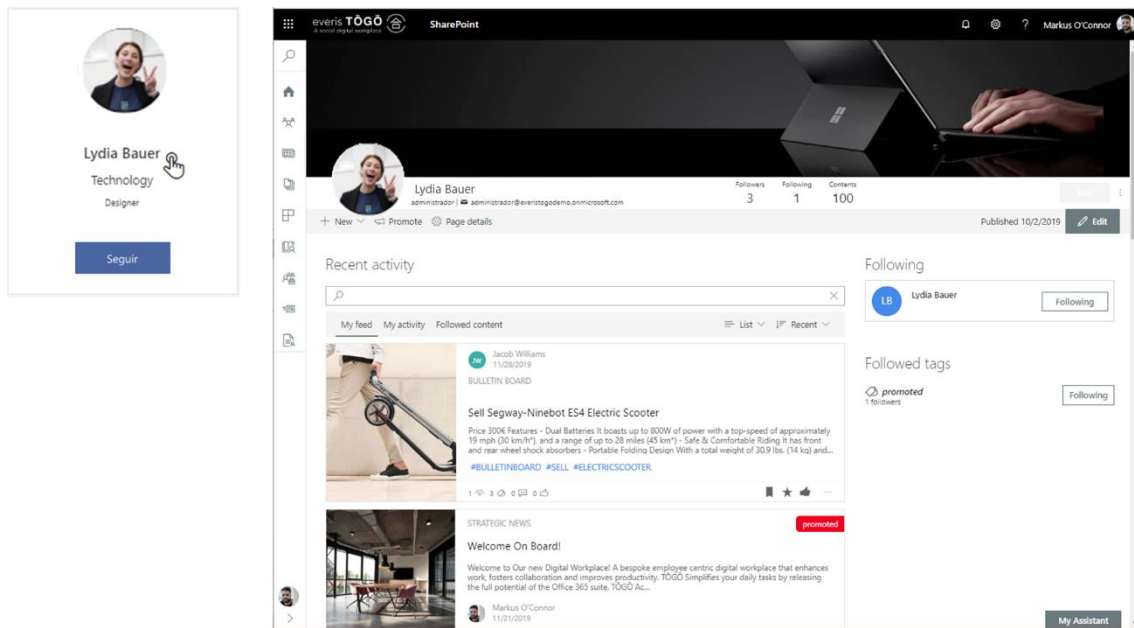 Lydia Bauer
Technology
Designer
Seguir
everis TŌGŌ
A social digital workplace
SharePoint
? Markus O'Connor
Lydia Bauer
administrador | administrador@everistogodemo.onmicrosoft.com
Followers Following Contents
3 1 100
New Promote Page details
Published 10/2/2019 Edit
Recent activity
My feed My activity Followed content
List Recent
JW Jacob Williams
11/28/2019
BULLETIN BOARD
Sell Segway-Ninebot ES4 Electric Scooter
Price 300€ Features - Dual Batteries It boasts up to 800W of power with a top-speed of approximately
19 mph (30 km/h*), and a range of up to 28 miles (45 km*) - Safe & Comfortable Riding It has front
and rear wheel shock absorbers - Portable Folding Design With a total weight of 30.9 lbs. (14 kg) and...
#BULLETINBOARD #SELL #ELECTRICSCOOTER
1 3 0 0
STRATEGIC NEWS
promoted
Welcome On Board!
Welcome to Our new Digital Workplace! A bespoke employee centric digital workplace that enhances
work, fosters collaboration and improves productivity. TŌGŌ Simplifies your daily tasks by releasing
the full potential of the Office 365 suite. TŌGŌ Ac...
Markus O'Connor
11/21/2019
Following
LB Lydia Bauer Following
Followed tags
promoted
1 followers
Following
My Assistant